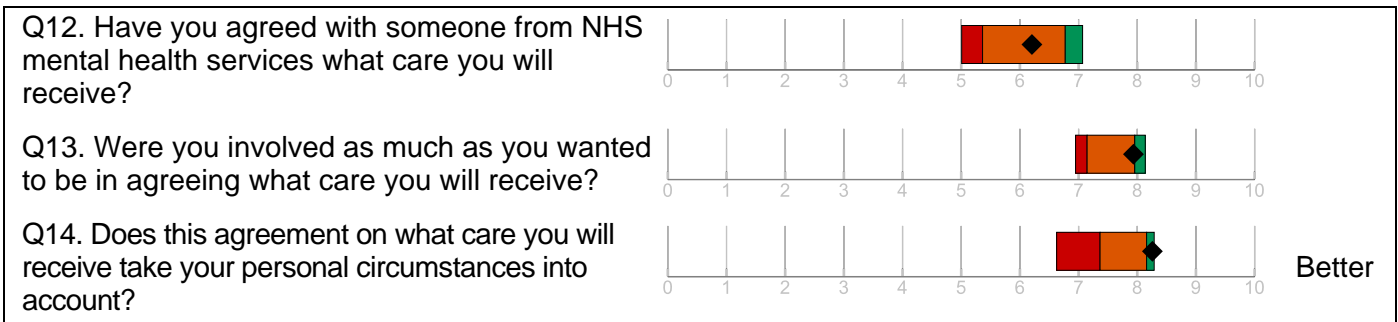 Q12. Have you agreed with someone from NHS
mental health services what care you will
receive?
0 1 2 3 4 5 6 7 8 9 10
Q13. Were you involved as much as you wanted
to be in agreeing what care you will receive?
0 1 2 3 4 5 6 7 8 9 10
Q14. Does this agreement on what care you will
receive take your personal circumstances into
account?
0 1 2 3 4 5 6 7 8 9 10
Better